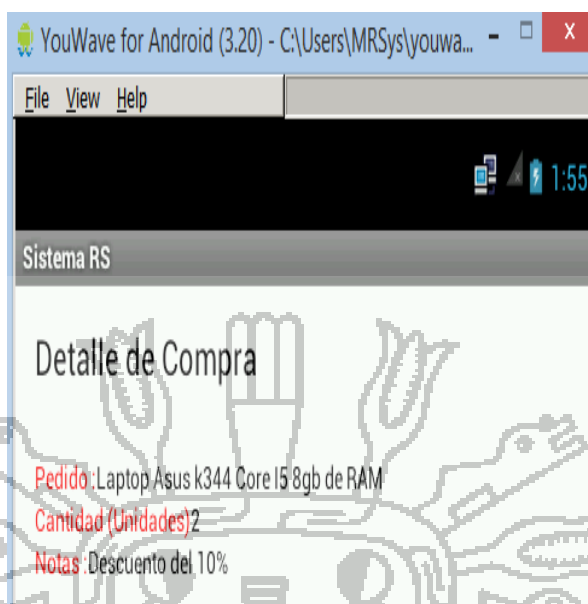 YouWave for Android (3.20) - C:\Users\MRSys\youwa...
File View Help
1:55
Sistema RS
Detalle de Compra
Pedido :Laptop Asus k344 Core I5 8gb de RAM
Cantidad (Unidades):2
Notas :Descuento del 10%